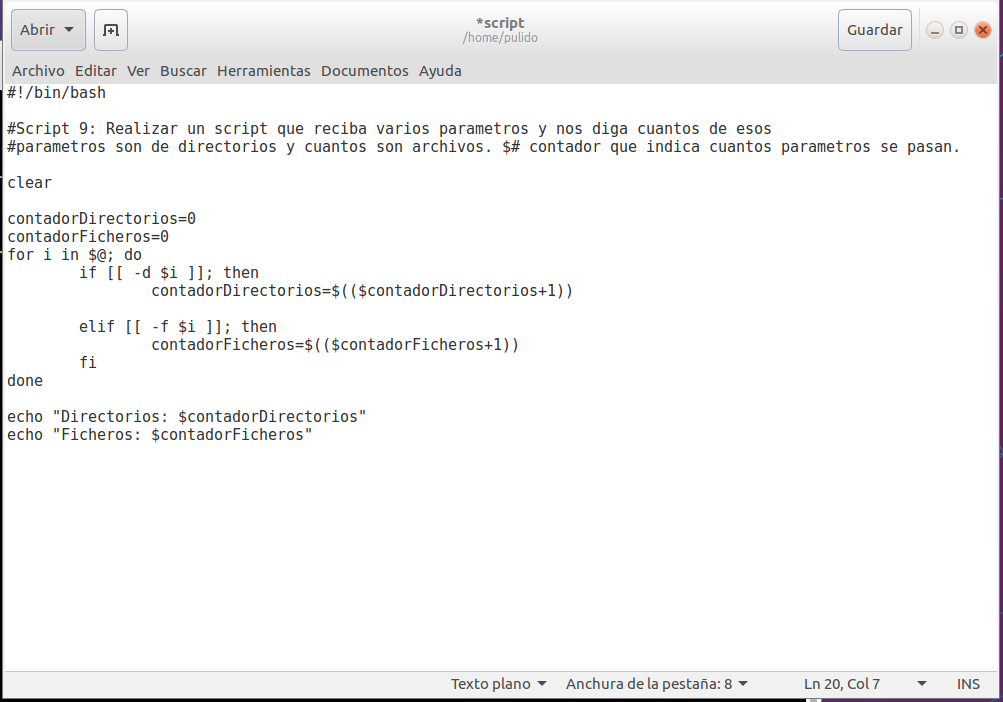 Abrir
*script
/home/pulido
Guardar
Archivo Editar Ver Buscar Herramientas Documentos Ayuda
#!/bin/bash
#Script 9: Realizar un script que reciba varios parametros y nos diga cuantos de esos
#parametros son de directorios y cuantos son archivos. $# contador que indica cuantos parametros se pasan.
clear
contadorDirectorios=0
contadorFicheros=0
for i in $@; do
        if [[ -d $i ]]; then
                contadorDirectorios=$(($contadorDirectorios+1))
        elif [[ -f $i ]]; then
                contadorFicheros=$(($contadorFicheros+1))
        fi
done
echo "Directorios: $contadorDirectorios"
echo "Ficheros: $contadorFicheros"
Texto plano Anchura de la pestaña: 8 Ln 20, Col 7 INS